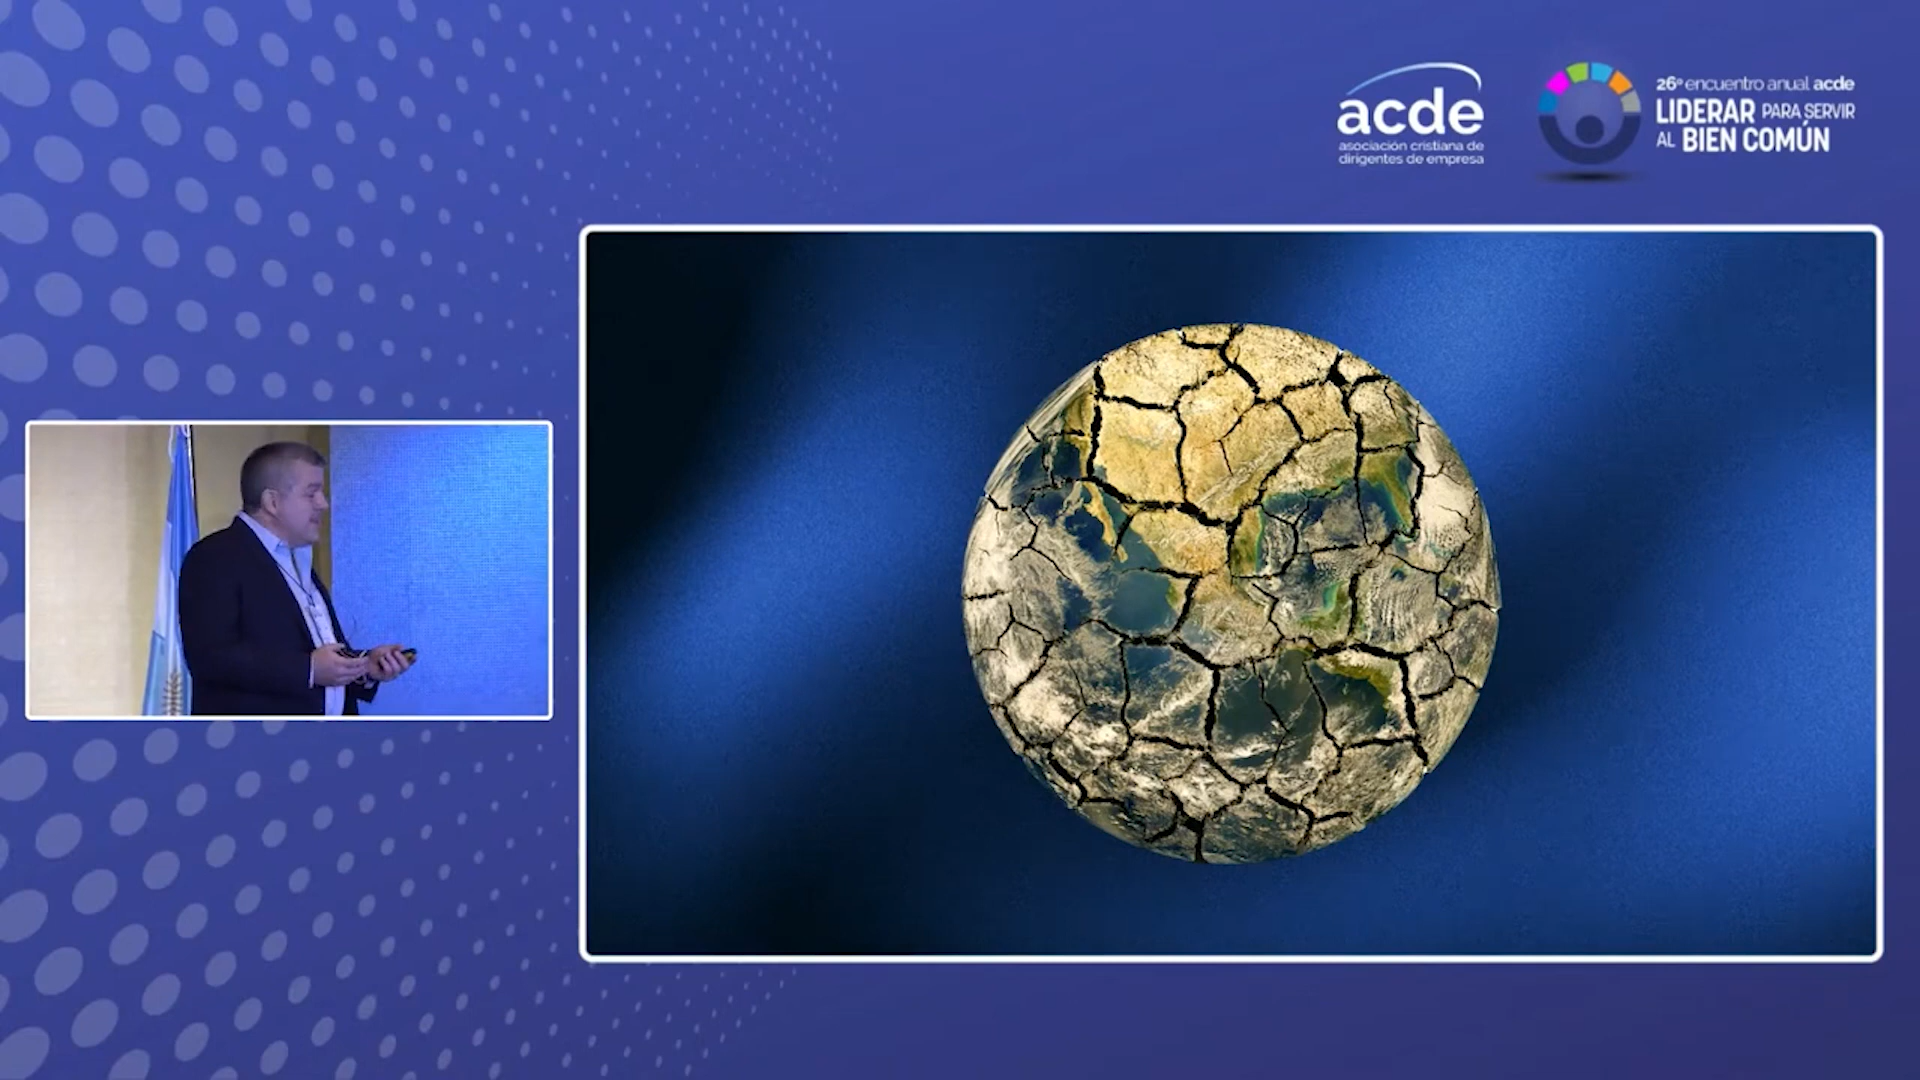 acde
asociación cristiana de
dirigentes de empresa
26º encuentro anual acde
LIDERAR PARA SERVIR
AL BIEN COMÚN